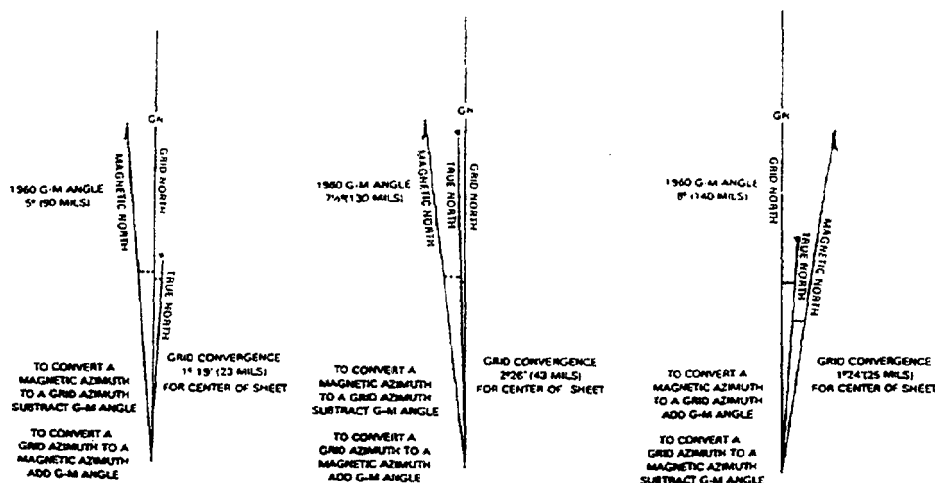 GN
MAGNETIC NORTH
GRID NORTH
TRUE NORTH
1960 G-M ANGLE
5° (90 MILS)
GRID CONVERGENCE
1° 19' (23 MILS)
FOR CENTER OF SHEET
TO CONVERT A
MAGNETIC AZIMUTH
TO A GRID AZIMUTH
SUBTRACT G-M ANGLE
TO CONVERT A
GRID AZIMUTH TO A
MAGNETIC AZIMUTH
ADD G-M ANGLE
GN
MAGNETIC NORTH
TRUE NORTH
GRID NORTH
1960 G-M ANGLE
7½°(130 MILS)
GRID CONVERGENCE
2°26' (43 MILS)
FOR CENTER OF SHEET
TO CONVERT A
MAGNETIC AZIMUTH
TO A GRID AZIMUTH
SUBTRACT G-M ANGLE
TO CONVERT A
GRID AZIMUTH TO A
MAGNETIC AZIMUTH
ADD G-M ANGLE
GN
GRID NORTH
TRUE NORTH
MAGNETIC NORTH
1960 G-M ANGLE
8° (140 MILS)
GRID CONVERGENCE
1°24'(25 MILS)
FOR CENTER OF SHEET
TO CONVERT A
MAGNETIC AZIMUTH
TO A GRID AZIMUTH
ADD G-M ANGLE
TO CONVERT A
GRID AZIMUTH TO A
MAGNETIC AZIMUTH
SUBTRACT G-M ANGLE